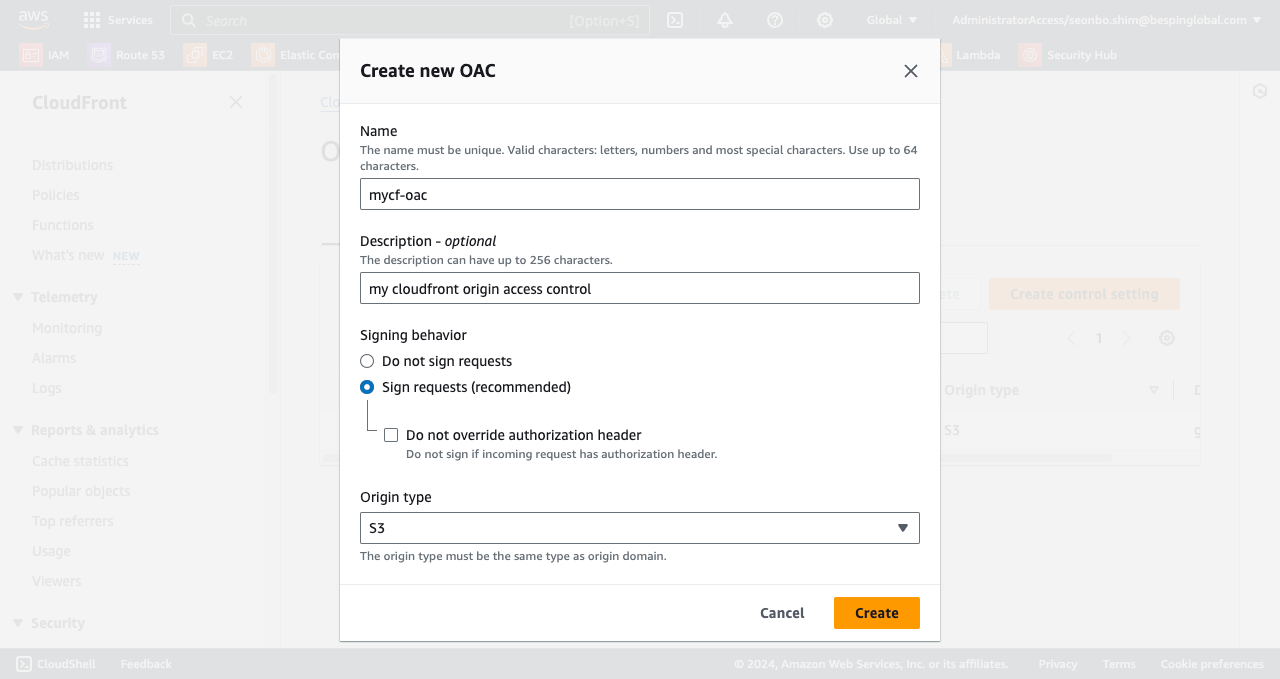 aws
Services
Search
[Option+S]
Global
AdministratorAccess/seonbo.shim@bespinglobal.com
IAM
Route 53
EC2
Lambda
Security Hub
CloudFront
Distributions
Policies
Functions
What's new NEW
Telemetry
Monitoring
Alarms
Logs
Reports & analytics
Cache statistics
Popular objects
Top referrers
Usage
Viewers
Security
Create new OAC
Name
The name must be unique. Valid characters: letters, numbers and most special characters. Use up to 64
characters.
mycf-oac
Description - optional
The description can have up to 256 characters.
my cloudfront origin access control
Signing behavior
Do not sign requests
Sign requests (recommended)
Do not override authorization header
Do not sign if incoming request has authorization header.
Origin type
S3
The origin type must be the same type as origin domain.
Cancel
Create
Create control setting
1
Origin type
S3
CloudShell
Feedback
© 2024, Amazon Web Services, Inc. or its affiliates.
Privacy
Terms
Cookie preferences